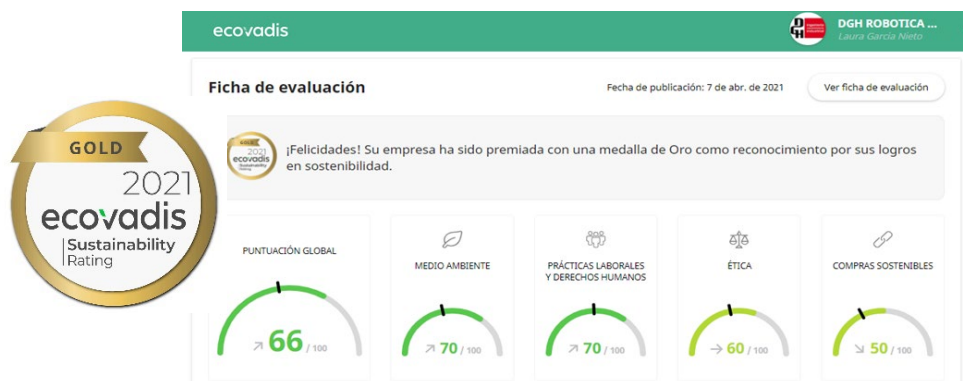 ecovadis
DGH ROBOTICA ...
Laura García Nieto
Ficha de evaluación
Fecha de publicación: 7 de abr. de 2021
Ver ficha de evaluación
GOLD
2021
ecovadis
Sustainability
Rating
¡Felicidades! Su empresa ha sido premiada con una medalla de Oro como reconocimiento por sus logros
en sostenibilidad.
PUNTUACIÓN GLOBAL
66 / 100
MEDIO AMBIENTE
70 / 100
PRÁCTICAS LABORALES
Y DERECHOS HUMANOS
70 / 100
ÉTICA
60 / 100
COMPRAS SOSTENIBLES
50 / 100